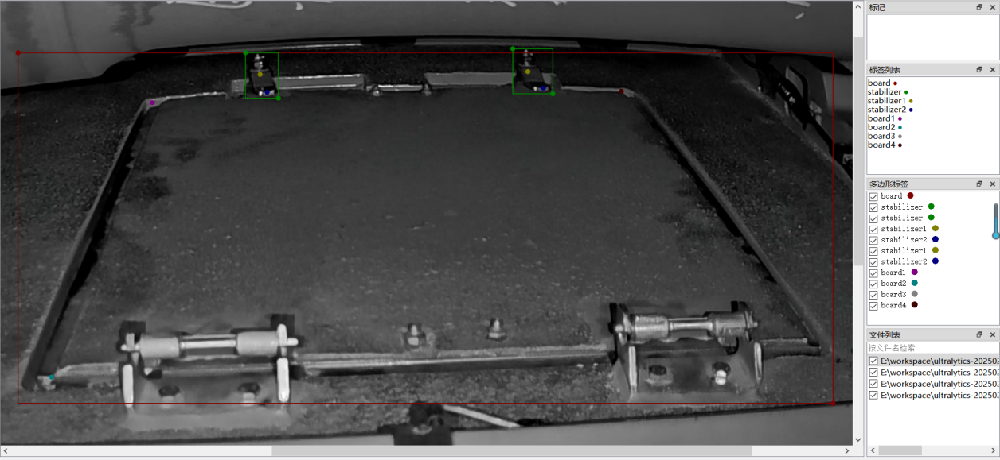 标记
标签列表
board
stabilizer
stabilizer1
stabilizer2
board1
board2
board3
board4
多边形标签
board
stabilizer
stabilizer
stabilizer1
stabilizer2
stabilizer1
stabilizer2
board1
board2
board3
board4
文件列表
按文件名检索
E:\workspace\ultralytics-202502
E:\workspace\ultralytics-202502
E:\workspace\ultralytics-202502
E:\workspace\ultralytics-202502